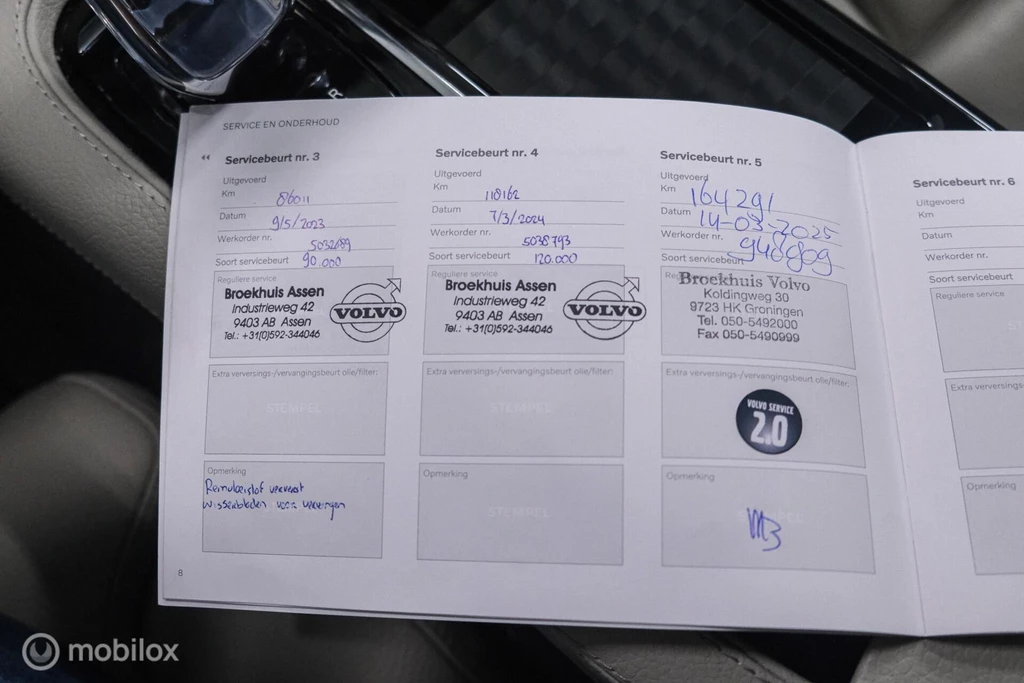 R
SERVICE EN ONDERHOUD
Servicebeurt nr. 3
Uitgevoerd
Km 86011
Datum 9/5/2023
Werkorder nr. 5032889
Soort servicebeurt 90.000
Reguliere service
Broekhuis Assen
Industrieweg 42
9403 AB Assen
Tel.: +31(0)592-344046
VOLVO
Extra verversings-/vervangingsbeurt olie/filter:
STEMPEL
Opmerking
Remvloeistof ververst
wisserbladen voor vervangen
8
Servicebeurt nr. 4
Uitgevoerd
Km 118162
Datum 7/3/2024
Werkorder nr. 5038793
Soort servicebeurt 120.000
Reguliere service
Broekhuis Assen
Industrieweg 42
9403 AB Assen
Tel.: +31(0)592-344046
VOLVO
Extra verversings-/vervangingsbeurt olie/filter:
STEMPEL
Opmerking
STEMPEL
Servicebeurt nr. 5
Uitgevoerd
Km 164291
Datum 14-03-2025
Werkorder nr.
Soort servicebeurt
Broekhuis Volvo
Koldingweg 30
9723 HK Groningen
Tel. 050-5492000
Fax 050-5490999
Extra verversings-/vervangingsbeurt olie/filter:
VOLVO SERVICE
2.0
Opmerking
STEMPEL
Servicebeurt nr. 6
Uitgevoerd
Km
Datum
Werkorder nr.
Soort servicebeurt
Reguliere service
Extra verversings
Opmerking
mobilox